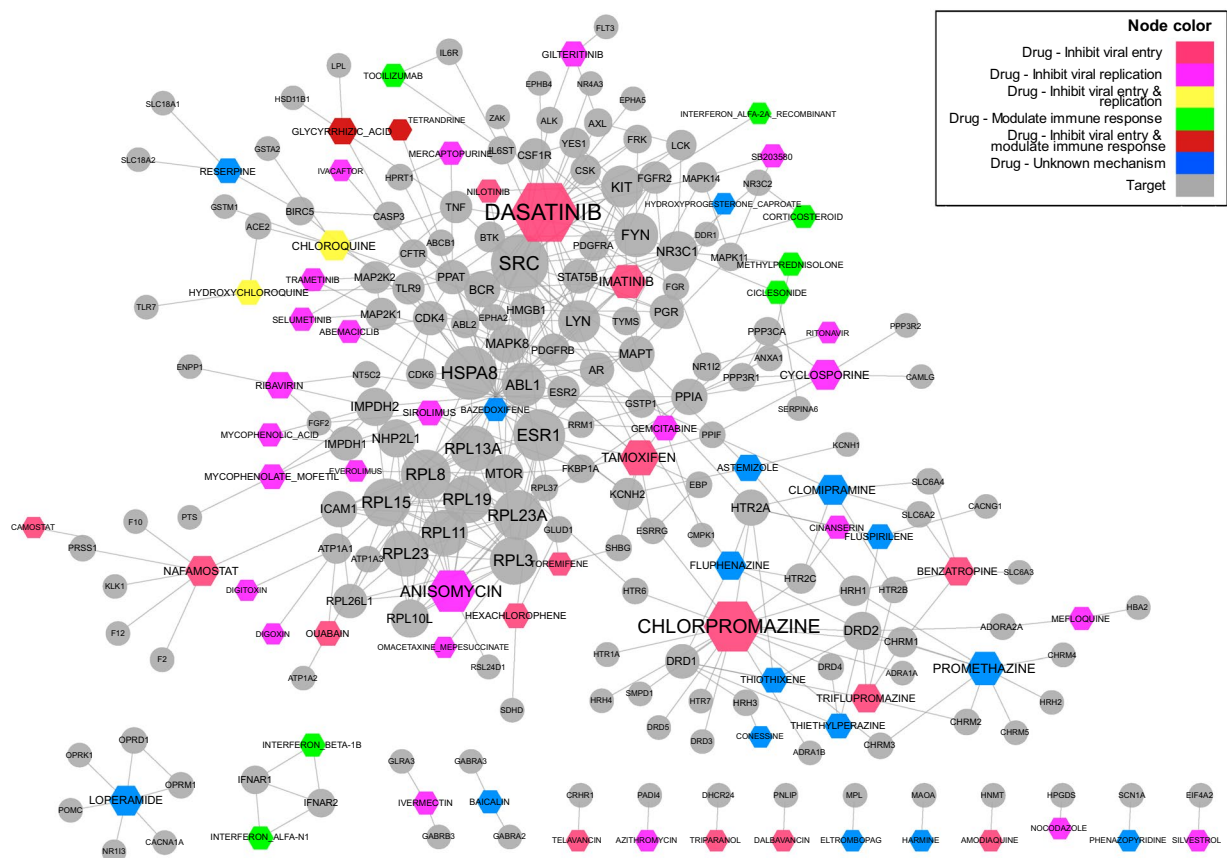 Node color
Drug - Inhibit viral entry
Drug - Inhibit viral replication
Drug - Inhibit viral entry &
replication
Drug - Modulate immune response
Drug - Inhibit viral entry &
modulate immune response
Drug - Unknown mechanism
Target
FLT3
GILTERITINIB
IL6R
LPL
TOCILIZUMAB
EPHB4
NR4A3
HSD11B1
EPHA5
SLC18A1
ZAK
ALK
AXL
INTERFERON_ALFA-2A_RECOMBINANT
TETRANDRINE
GLYCYRRHIZIC_ACID
YES1
FRK
LCK
IL6ST
CSF1R
GSTA2
MERCAPTOPURINE
SB203580
SLC18A2
RESERPINE
IVACAFTOR
HPRT1
CSK
FGFR2
MAPK14
NR3C2
NILOTINIB
KIT
HYDROXYPROGESTERONE_CAPROATE
GSTM1
BIRC5
CASP3
TNF
DASATINIB
CORTICOSTEROID
ACE2
FYN
DDR1
CHLOROQUINE
ABCB1
BTK
PDGFRA
NR3C1
CFTR
MAPK11
SRC
METHYLPREDNISOLONE
TRAMETINIB
MAP2K2
PPAT
STAT5B
IMATINIB
HYDROXYCHLOROQUINE
TLR9
BCR
FGR
CICLESONIDE
TLR7
SELUMETINIB
MAP2K1
CDK4
EPHA2
HMGB1
PGR
ABEMACICLIB
ABL2
LYN
TYMS
PPP3CA
RITONAVIR
PPP3R2
MAPK8
PDGFRB
MAPT
ANXA1
ENPP1
NT5C2
CDK6
HSPA8
AR
NR1I2
PPP3R1
CYCLOSPORINE
CAMLG
RIBAVIRIN
ABL1
ESR2
IMPDH2
SIROLIMUS
BAZEDOXIFENE
GSTP1
PPIA
SERPINA6
FGF2
RRM1
GEMCITABINE
MYCOPHENOLIC_ACID
IMPDH1
NHP2L1
RPL13A
ESR1
PPIF
KCNH1
TAMOXIFEN
MYCOPHENOLATE_MOFETIL
EVEROLIMUS
RPL8
MTOR
FKBP1A
ASTEMIZOLE
EBP
RPL37
KCNH2
CLOMIPRAMINE
SLC6A4
RPL15
RPL19
HTR2A
CACNG1
PTS
ICAM1
RPL23A
SLC6A2
CAMOSTAT
F10
RPL11
GLUD1
ESRRG
CMPK1
CINANSERIN
FLUSPIRILENE
PRSS1
ATP1A1
ATP1A3
RPL23
RPL3
TOREMIFENE
SHBG
NAFAMOSTAT
FLUPHENAZINE
HTR2C
BENZATROPINE
SLC6A3
KLK1
DIGITOXIN
RPL26L1
ANISOMYCIN
HTR6
HRH1
HTR2B
HEXACHLOROPHENE
RPL10L
F12
DIGOXIN
OUABAIN
CHLORPROMAZINE
DRD2
ADORA2A
MEFLOQUINE
HBA2
OMACETAXINE_MEPESUCCINATE
CHRM1
F2
RSL24D1
HTR1A
DRD1
DRD4
CHRM4
ADRA1A
PROMETHAZINE
ATP1A2
THIOTHIXENE
HRH4
SMPD1
HTR7
HRH3
TRIFLUPROMAZINE
HRH2
SDHD
DRD5
THIETHYLPERAZINE
CHRM2
CHRM5
DRD3
CONESSINE
ADRA1B
CHRM3
OPRK1
OPRD1
INTERFERON_BETA-1B
GLRA3
GABRA3
IFNAR1
OPRM1
LOPERAMIDE
POMC
IFNAR2
IVERMECTIN
BAICALIN
CRHR1
PADI4
DHCR24
PNLIP
MPL
MAOA
HNMT
HPGDS
SCN1A
EIF4A2
NR1I3
CACNA1A
INTERFERON_ALFA-N1
GABRB3
GABRA2
TELAVANCIN
AZITHROMYCIN
TRIPARANOL
DALBAVANCIN
ELTROMBOPAG
HARMINE
AMODIAQUINE
NOCODAZOLE
PHENAZOPYRIDINE
SILVESTROL